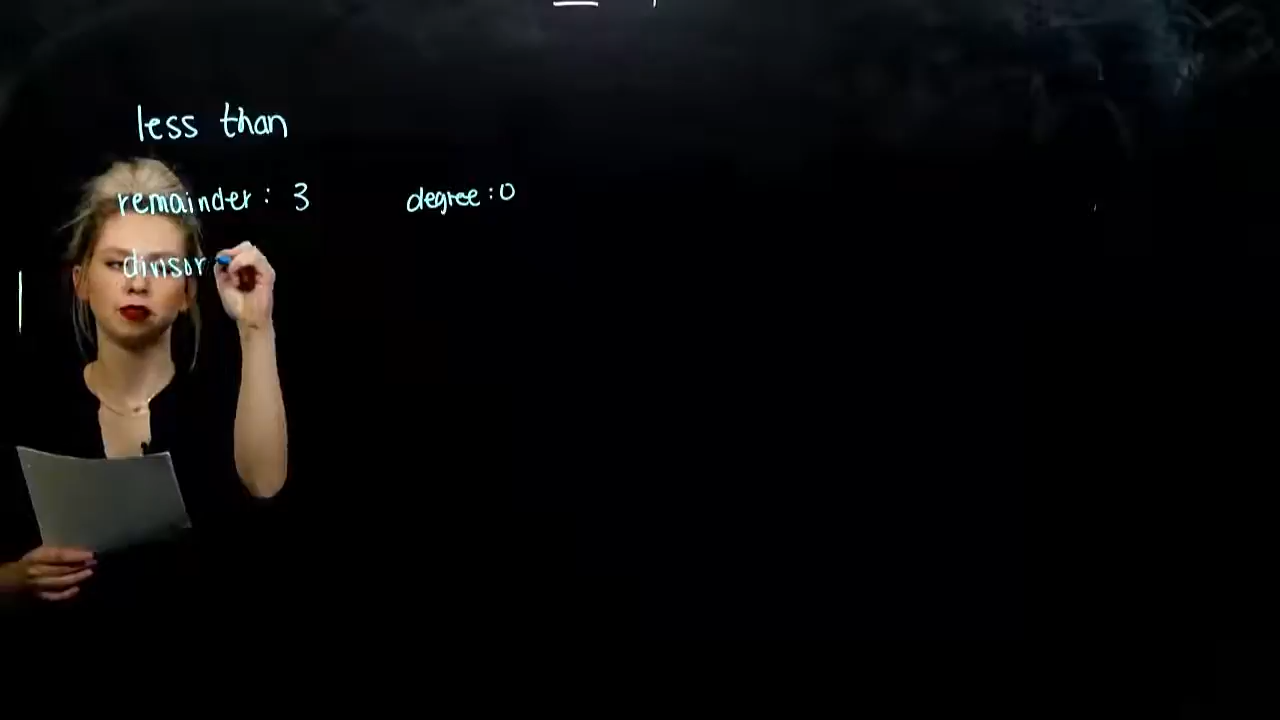 less than
remainder: 3 degree: 0
divisor